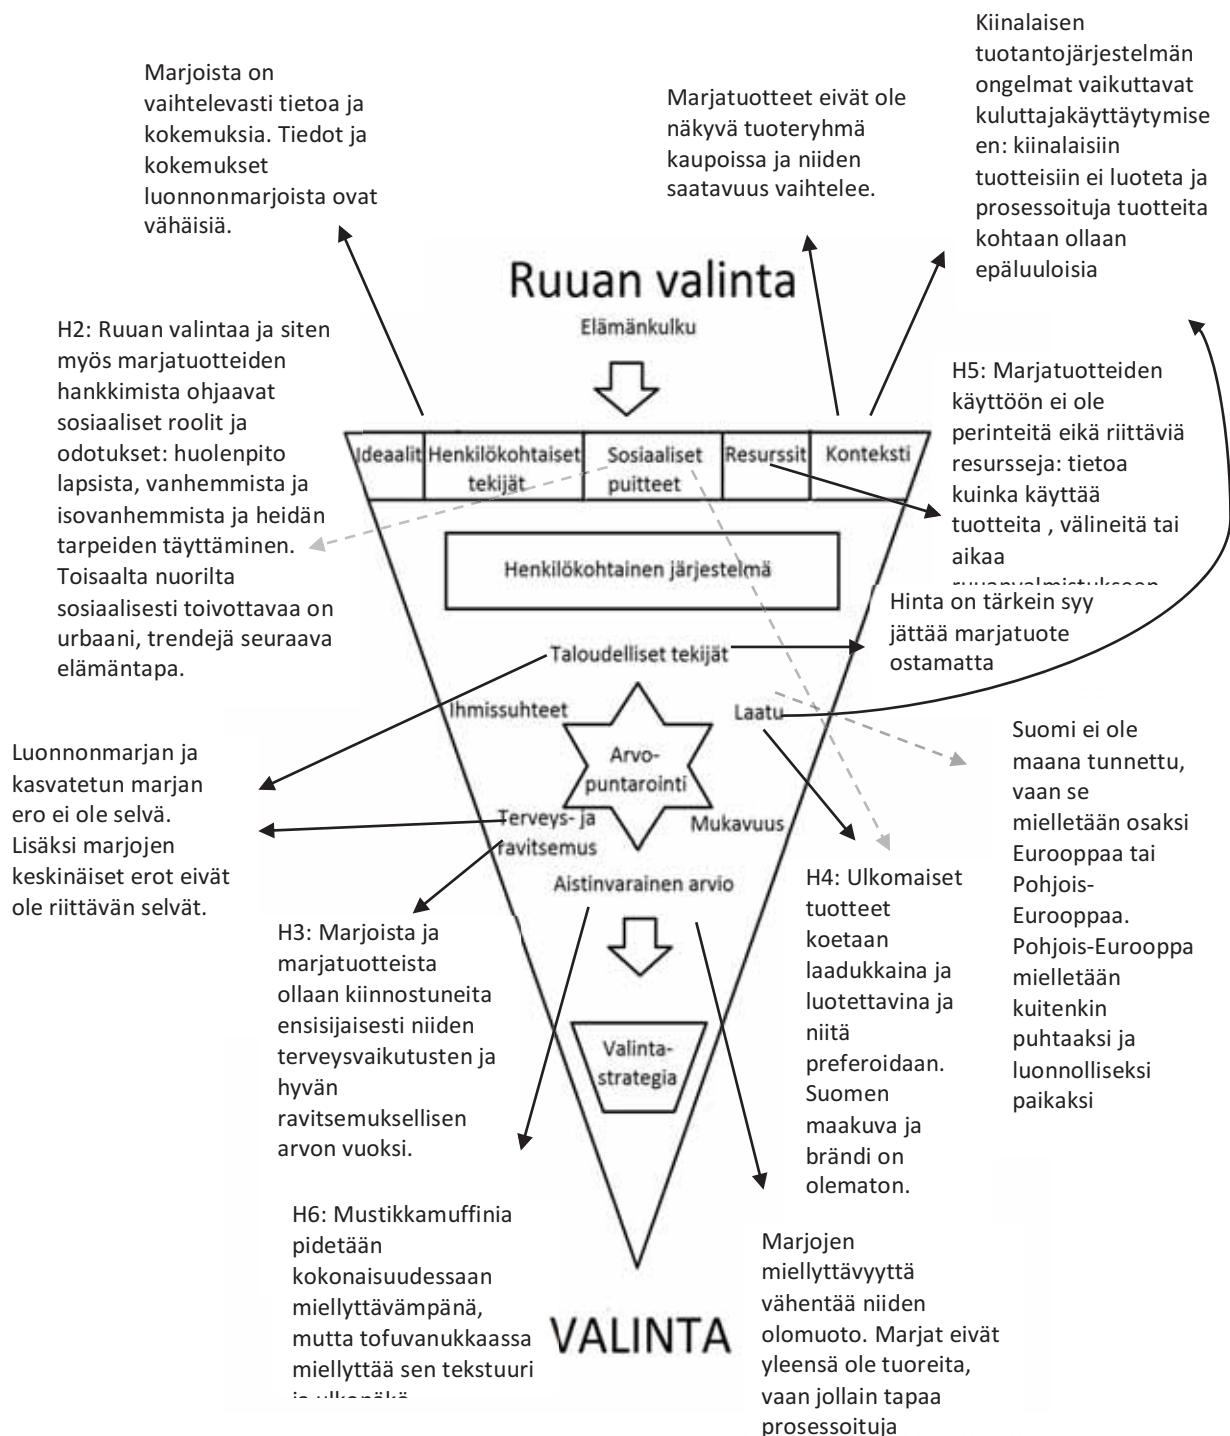 Marjoista on
vaihtelevasti tietoa ja
kokemuksia. Tiedot ja
kokemukset
luonnonmarjoista ovat
vähäisiä.
Marjatuotteet eivät ole
näkyvä tuoteryhmä
kaupoissa ja niiden
saatavuus vaihtelee.
Kiinalaisen
tuotantojärjestelmän
ongelmat vaikuttavat
kuluttajakäyttäytymise
en: kiinalaisiin
tuotteisiin ei luoteta ja
prosessoituja tuotteita
kohtaan ollaan
epäluuloisia
Ruuan valinta
Elämänkulku
H2: Ruuan valintaa ja siten
myös marjatuotteiden
hankkimista ohjaavat
sosiaaliset roolit ja
odotukset: huolenpito
lapsista, vanhemmista ja
isovanhemmista ja heidän
tarpeiden täyttäminen.
Toisaalta nuorilta
sosiaalisesti toivottavaa on
urbaani, trendejä seuraava
elämäntapa.
Ideaalit
Henkilökohtaiset
tekijät
Sosiaaliset
puitteet
Resurssit
Konteksti
H5: Marjatuotteiden
käyttöön ei ole
perinteitä eikä riittäviä
resursseja: tietoa
kuinka käyttää
tuotteita , välineitä tai
aikaa
ruuanvalmistukseen
Henkilökohtainen järjestelmä
Hinta on tärkein syy
jättää marjatuote
ostamatta
Taloudelliset tekijät
Ihmissuhteet
Laatu
Arvo-
puntarointi
Terveys- ja
ravitsemus
Mukavuus
Aistinvarainen arvio
Luonnonmarjan ja
kasvatetun marjan
ero ei ole selvä.
Lisäksi marjojen
keskinäiset erot eivät
ole riittävän selvät.
Suomi ei ole
maana tunnettu,
vaan se
mielletään osaksi
Eurooppaa tai
Pohjois-
Eurooppaa.
Pohjois-Eurooppa
mielletään
kuitenkin
puhtaaksi ja
luonnolliseksi
paikaksi
H3: Marjoista ja
marjatuotteista
ollaan kiinnostuneita
ensisijaisesti niiden
terveysvaikutusten ja
hyvän
ravitsemuksellisen
arvon vuoksi.
H4: Ulkomaiset
tuotteet
koetaan
laadukkaina ja
luotettavina ja
niitä
preferoidaan.
Suomen
maakuva ja
brändi on
olematon.
Valinta-
strategia
H6: Mustikkamuffinia
pidetään
kokonaisuudessaan
miellyttävämpänä,
mutta tofuvanukkaassa
miellyttää sen tekstuuri
ja ulkonäkö
VALINTA
Marjojen
miellyttävyyttä
vähentää niiden
olomuoto. Marjat eivät
yleensä ole tuoreita,
vaan jollain tapaa
prosessoituja